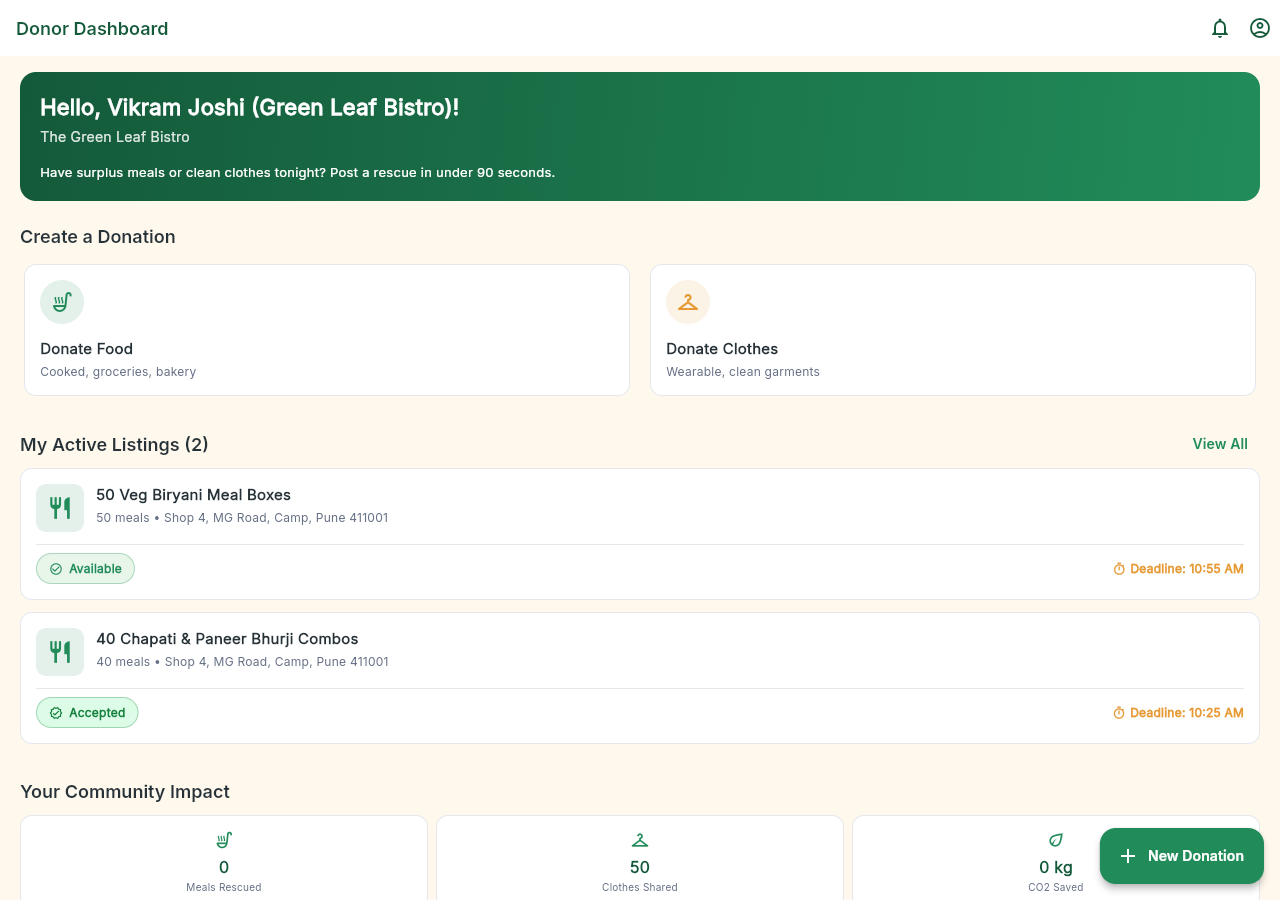 Donor Dashboard
Hello, Vikram Joshi (Green Leaf Bistro)!
The Green Leaf Bistro
Have surplus meals or clean clothes tonight? Post a rescue in under 90 seconds.
Create a Donation
Donate Food
Cooked, groceries, bakery
Donate Clothes
Wearable, clean garments
My Active Listings (2)
View All
50 Veg Biryani Meal Boxes
50 meals • Shop 4, MG Road, Camp, Pune 411001
Available
Deadline: 10:55 AM
40 Chapati & Paneer Bhurji Combos
40 meals • Shop 4, MG Road, Camp, Pune 411001
Accepted
Deadline: 10:25 AM
Your Community Impact
0
Meals Rescued
50
Clothes Shared
0 kg
CO2 Saved
New Donation